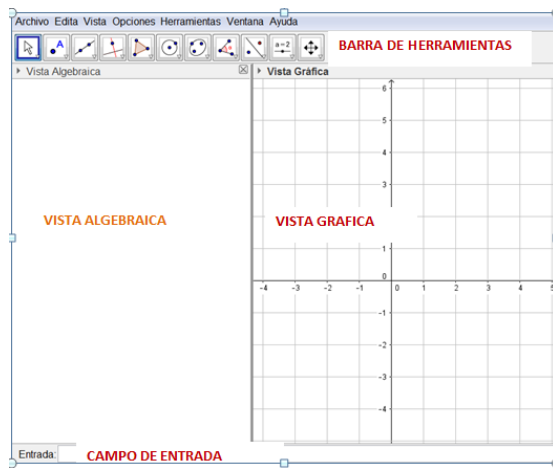 Archivo Edita Vista Opciones Herramientas Ventana Ayuda
A a=2 BARRA DE HERRAMIENTAS
Vista Algebraica Vista Gráfica
6
5
4
3
VISTA ALGEBRAICA VISTA GRAFICA
1
0
-4 -3 -2 -1 0 1 2 3 4 5
-1
-2
-3
-4
Entrada: CAMPO DE ENTRADA